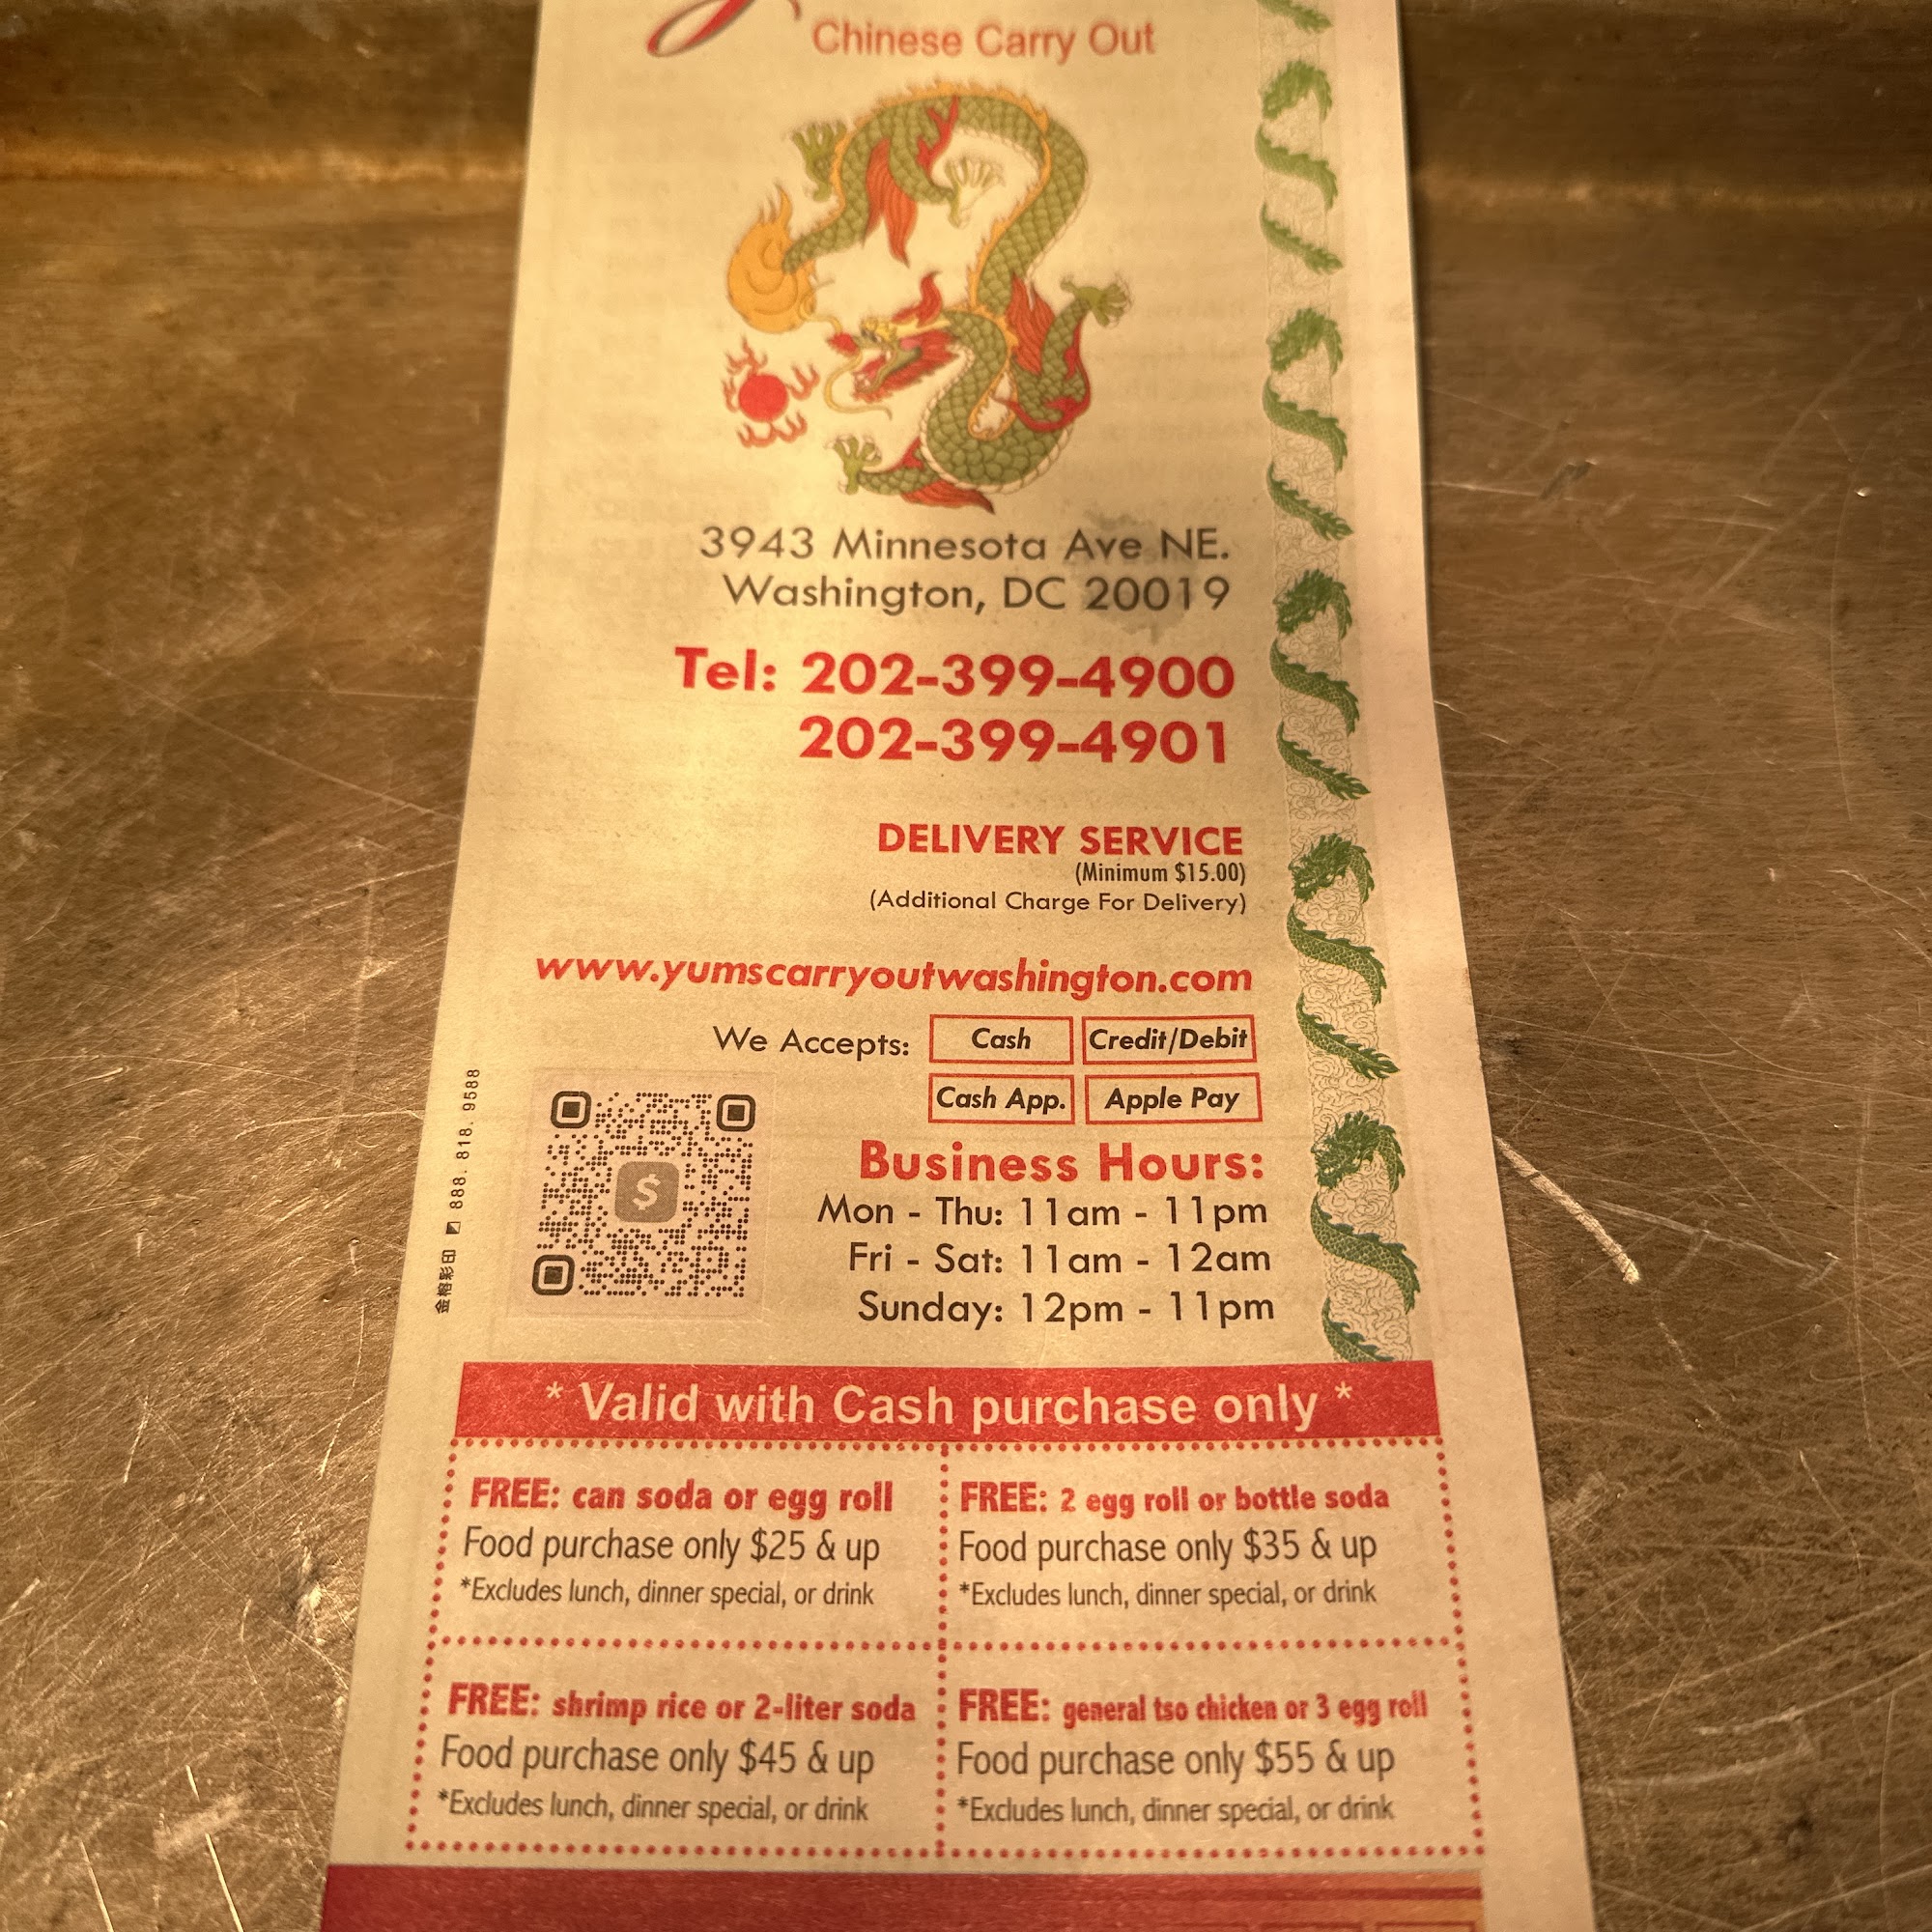 Chinese Carry Out
3943 Minnesota Ave NE.
Washington, DC 20019
Tel: 202-399-4900
202-399-4901
DELIVERY SERVICE
(Minimum $15.00)
(Additional Charge For Delivery)
www.yumscarryoutwashington.com
We Accepts: Cash Credit/Debit
Cash App. Apple Pay
Business Hours:
Mon - Thu: 11am - 11pm
Fri - Sat: 11am - 12am
Sunday: 12pm - 11pm
$
金榕彩印 888. 818. 9588
* Valid with Cash purchase only *
FREE: can soda or egg roll
Food purchase only $25 & up
*Excludes lunch, dinner special, or drink
FREE: 2 egg roll or bottle soda
Food purchase only $35 & up
*Excludes lunch, dinner special, or drink
FREE: shrimp rice or 2-liter soda
Food purchase only $45 & up
*Excludes lunch, dinner special, or drink
FREE: general tso chicken or 3 egg roll
Food purchase only $55 & up
*Excludes lunch, dinner special, or drink